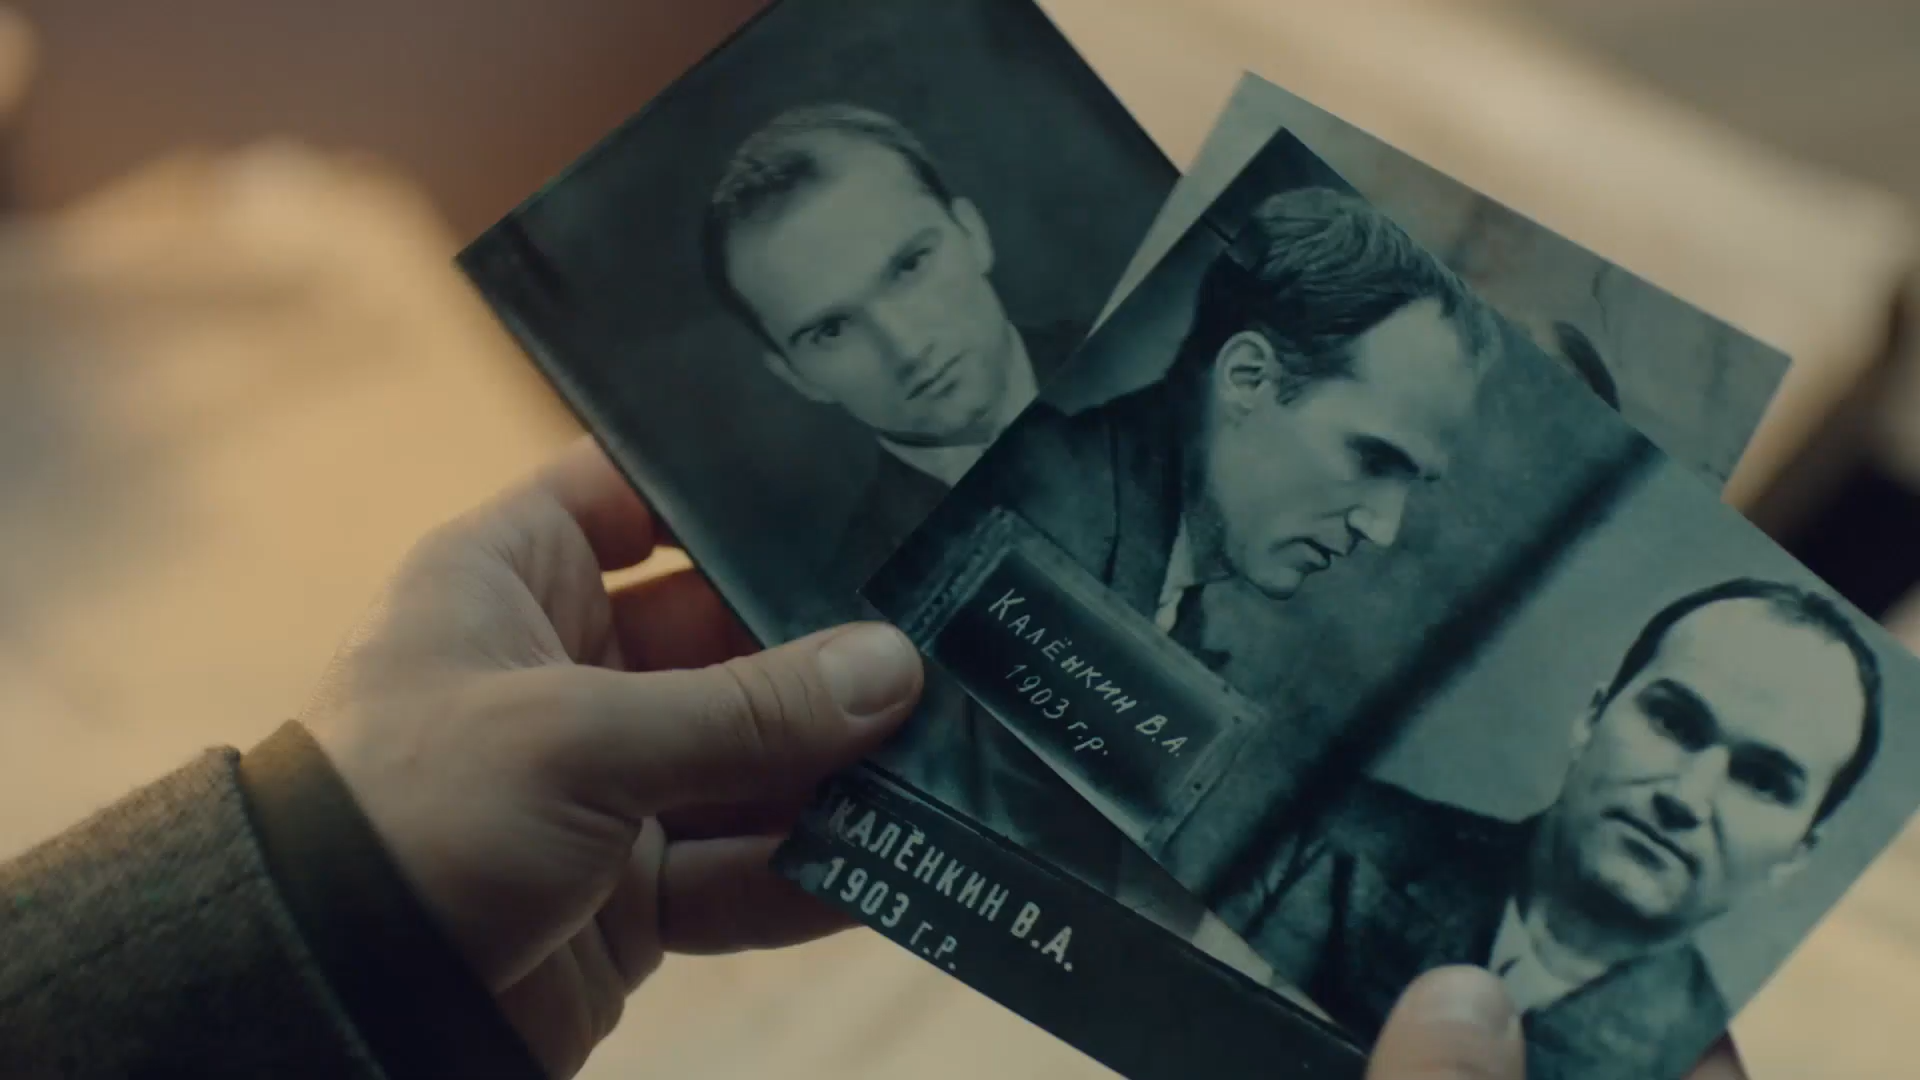 Калёнкин В.А.
1903 г.р.
КАЛЁНКИН В.А.
1903 Г.Р.